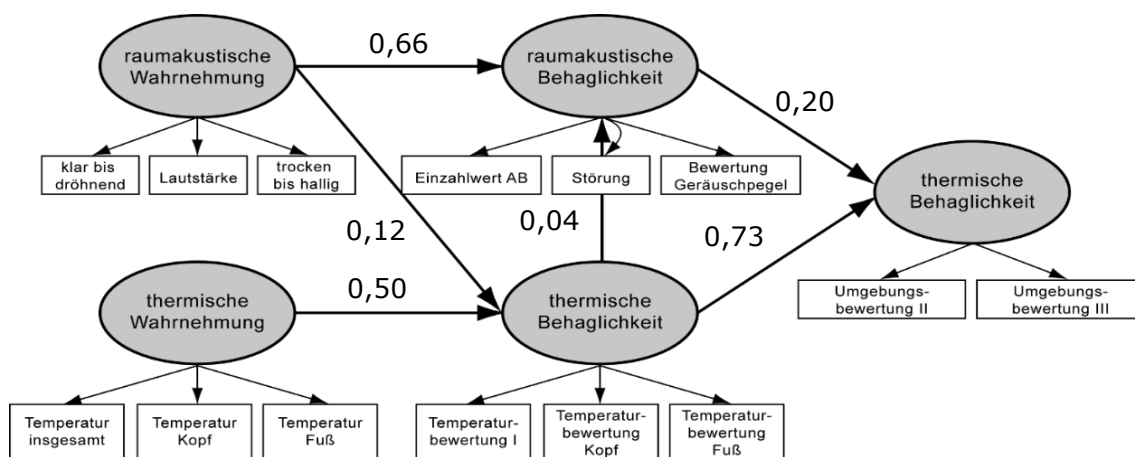 raumakustische
Wahrnehmung
0,66
raumakustische
Behaglichkeit
0,20
klar bis
dröhnend
Lautstärke
trocken
bis hallig
Einzahlwert AB
Störung
Bewertung
Geräuschpegel
thermische
Behaglichkeit
0,12
0,04
0,73
thermische
Wahrnehmung
0,50
thermische
Behaglichkeit
Umgebungs-
bewertung II
Umgebungs-
bewertung III
Temperatur
insgesamt
Temperatur
Kopf
Temperatur
Fuß
Temperatur-
bewertung I
Temperatur-
bewertung
Kopf
Temperatur-
bewertung
Fuß